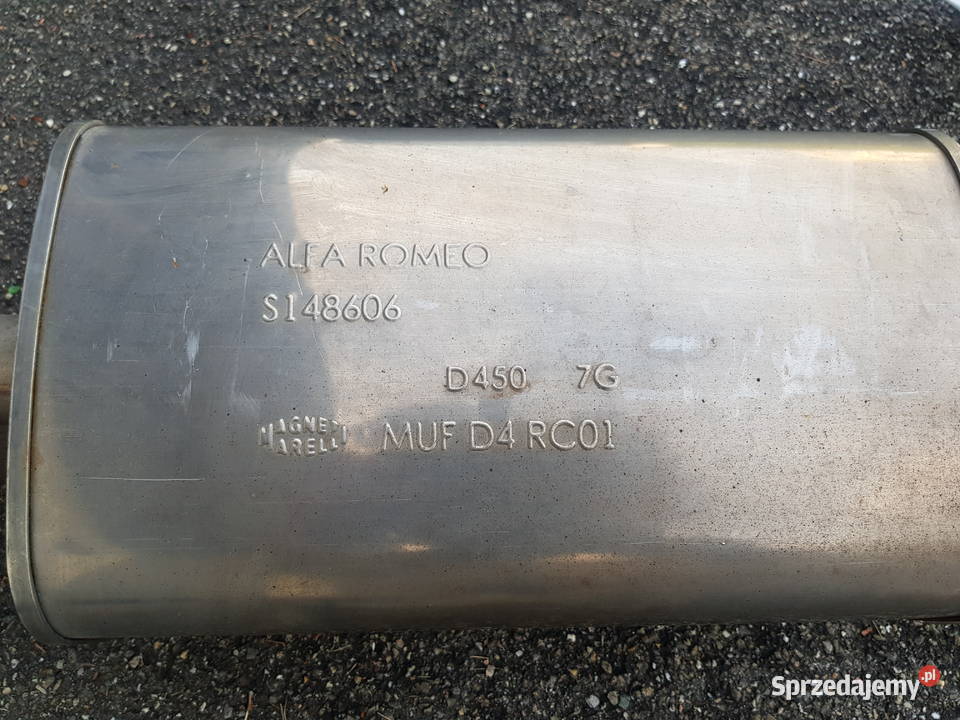 ALFA ROMEO
S148606
D450 7G
MAGNETI
MARELLI
MUF D4 RC01
Sprzedajemy.pl